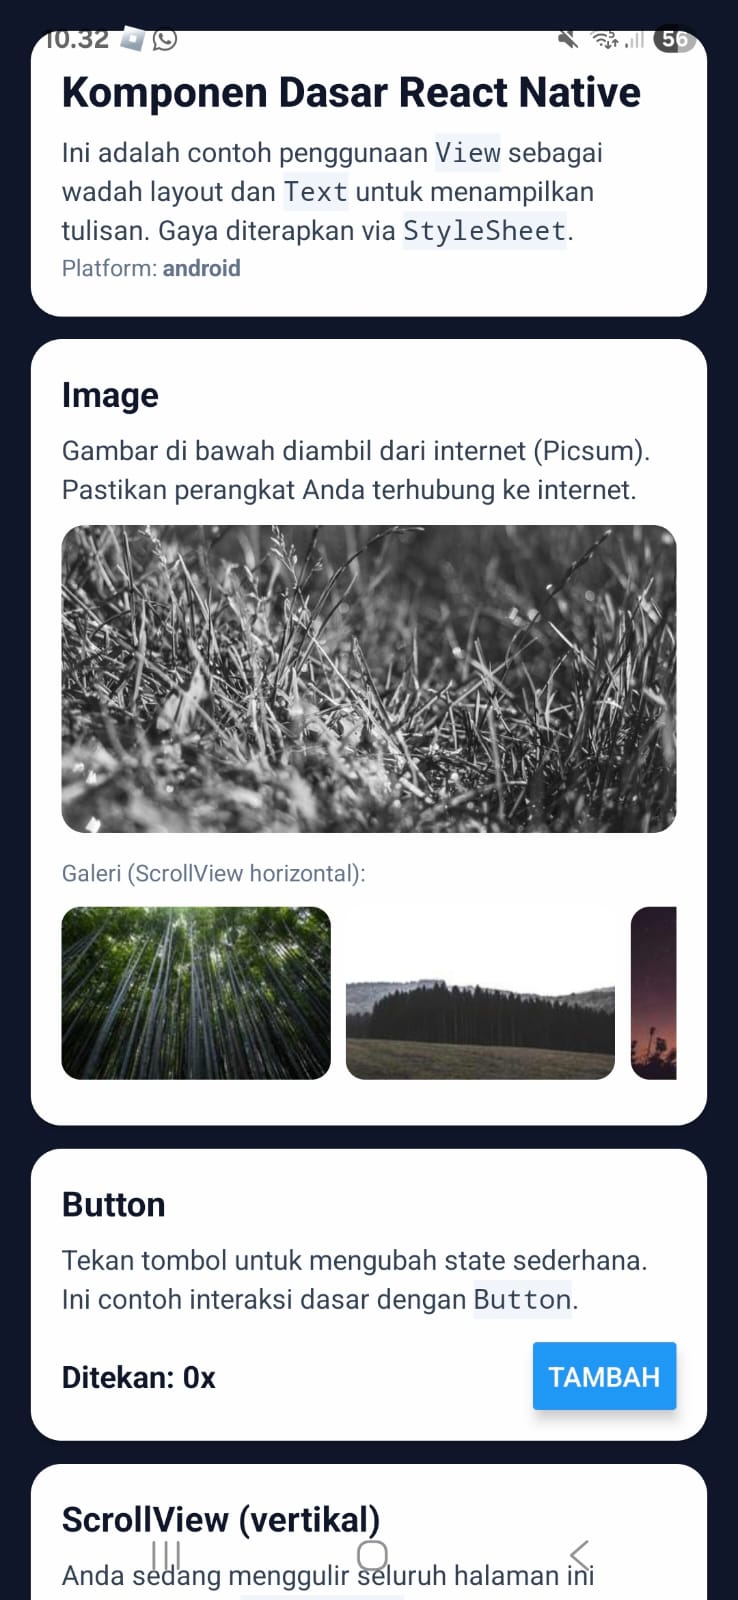 10.32
56
Komponen Dasar React Native
Ini adalah contoh penggunaan View sebagai
wadah layout dan Text untuk menampilkan
tulisan. Gaya diterapkan via StyleSheet.
Platform: android
Image
Gambar di bawah diambil dari internet (Picsum).
Pastikan perangkat Anda terhubung ke internet.
Galeri (ScrollView horizontal):
Button
Tekan tombol untuk mengubah state sederhana.
Ini contoh interaksi dasar dengan Button.
Ditekan: 0x
TAMBAH
ScrollView (vertikal)
Anda sedang menggulir seluruh halaman ini